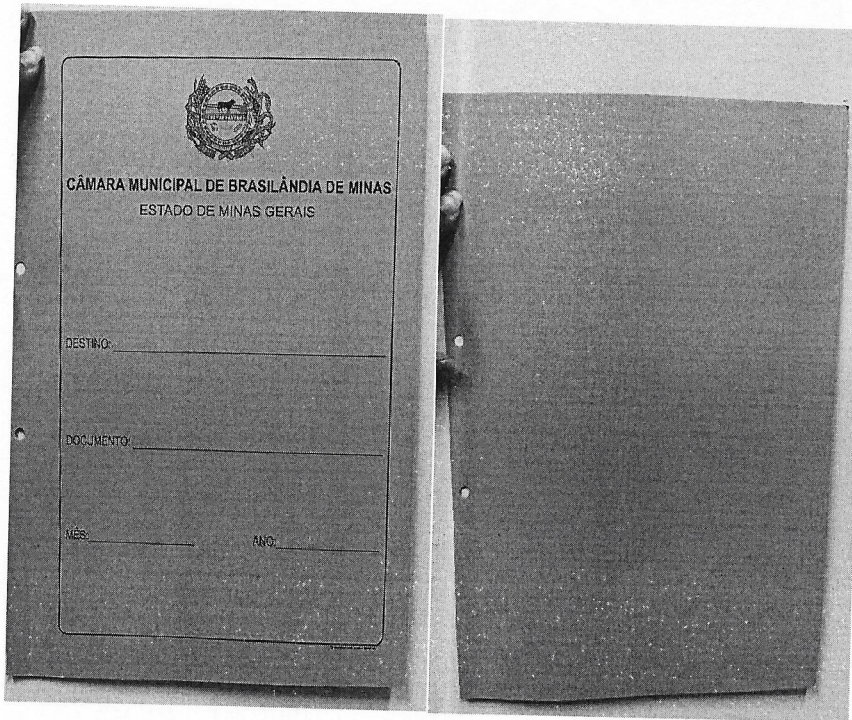 CÂMARA MUNICIPAL DE BRASILÂNDIA DE MINAS
ESTADO DE MINAS GERAIS
DESTINO:
DOCUMENTO:
MÊS: ANO: